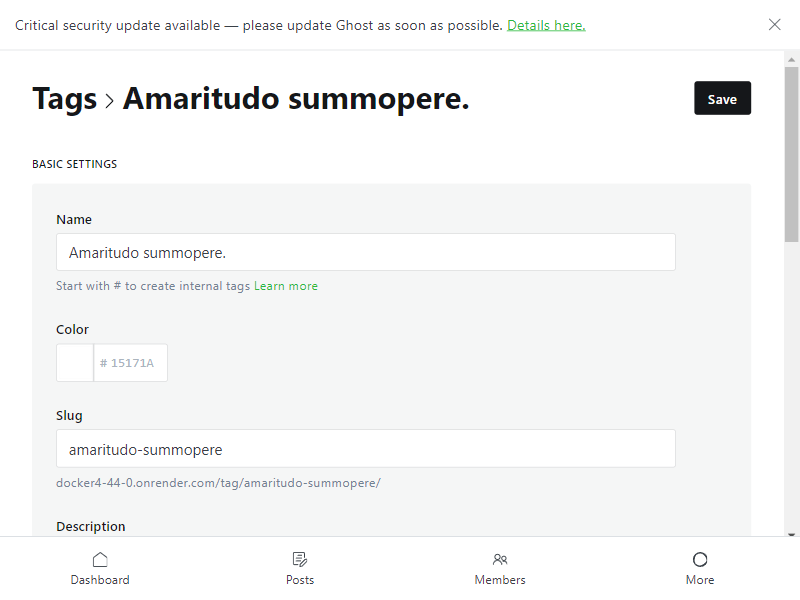 Critical security update available — please update Ghost as soon as possible. Details here.
Tags › Amaritudo summopere.
Save
BASIC SETTINGS
Name
Amaritudo summopere.
Start with # to create internal tags Learn more
Color
# 15171A
Slug
amaritudo-summopere
docker4-44-0.onrender.com/tag/amaritudo-summopere/
Description
Dashboard
Posts
Members
More